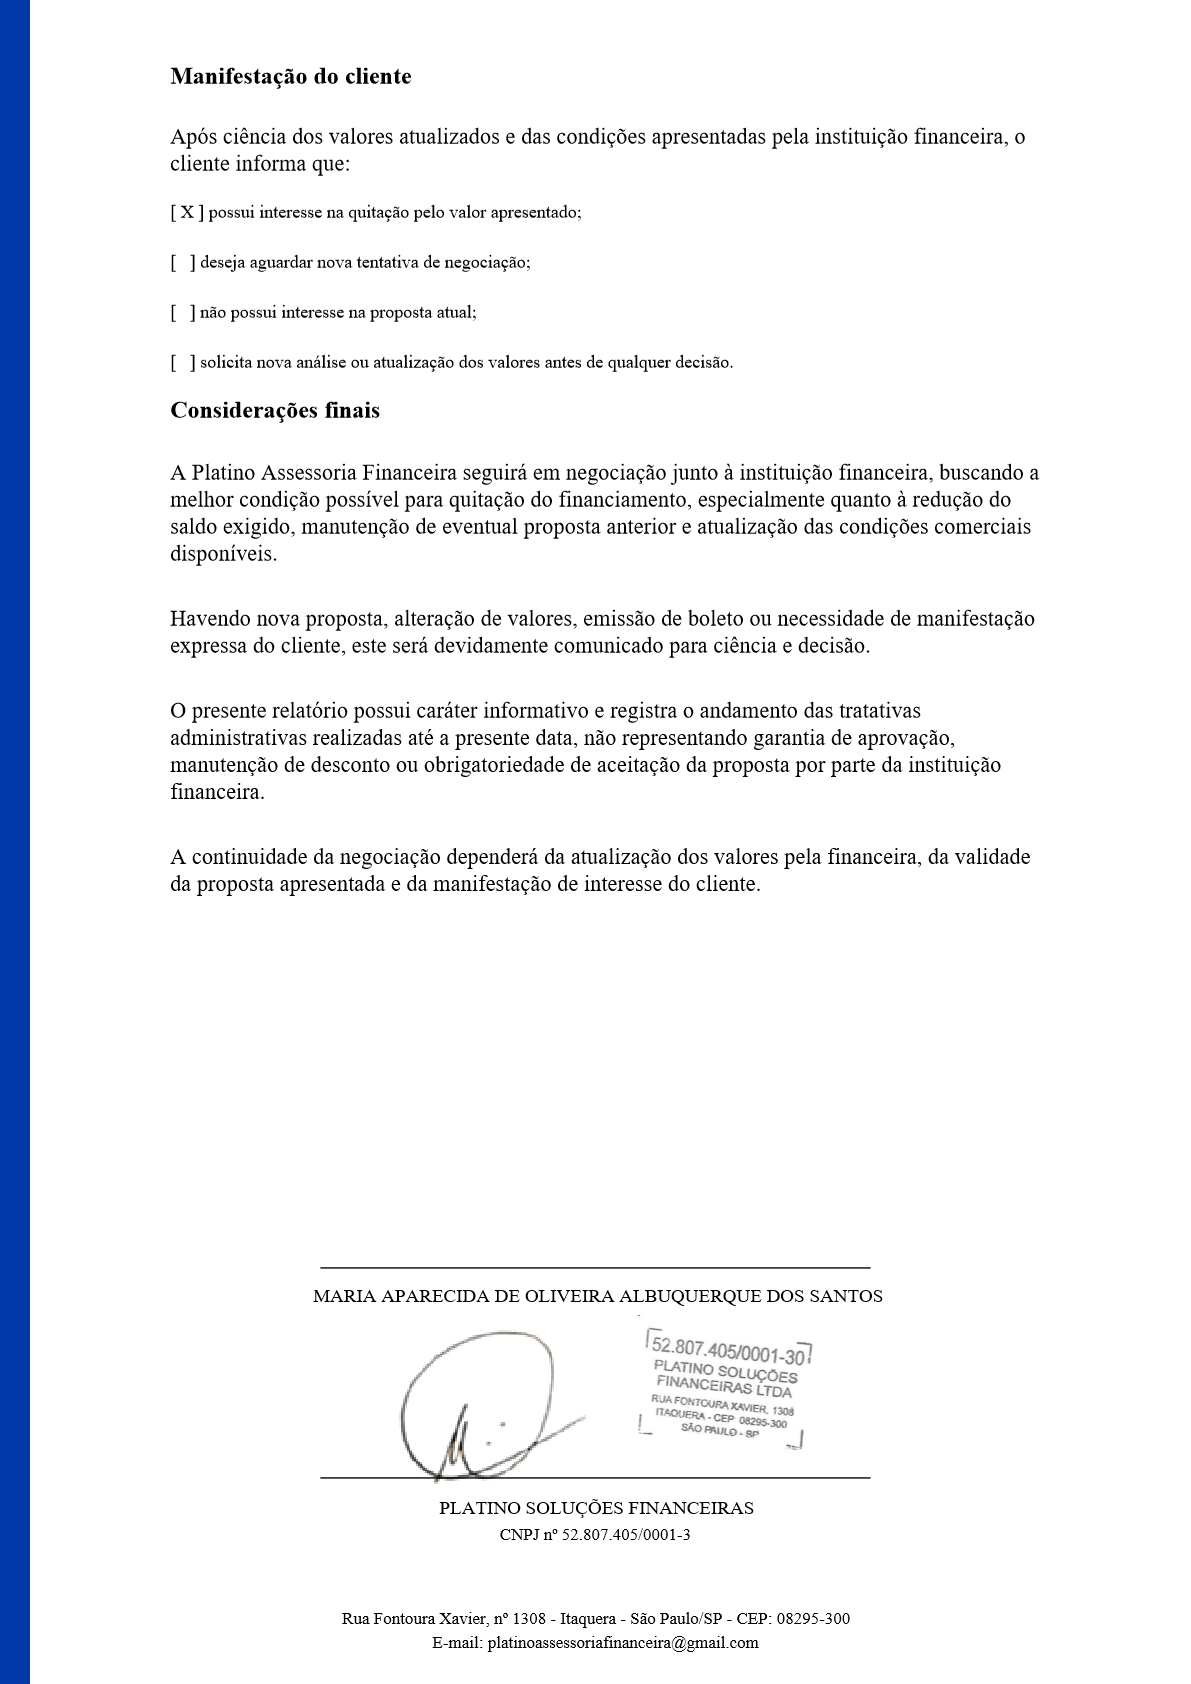 Manifestação do cliente
Após ciência dos valores atualizados e das condições apresentadas pela instituição financeira, o
cliente informa que:
[ X ] possui interesse na quitação pelo valor apresentado;
[   ] deseja aguardar nova tentativa de negociação;
[   ] não possui interesse na proposta atual;
[   ] solicita nova análise ou atualização dos valores antes de qualquer decisão.
Considerações finais
A Platino Assessoria Financeira seguirá em negociação junto à instituição financeira, buscando a
melhor condição possível para quitação do financiamento, especialmente quanto à redução do
saldo exigido, manutenção de eventual proposta anterior e atualização das condições comerciais
disponíveis.
Havendo nova proposta, alteração de valores, emissão de boleto ou necessidade de manifestação
expressa do cliente, este será devidamente comunicado para ciência e decisão.
O presente relatório possui caráter informativo e registra o andamento das tratativas
administrativas realizadas até a presente data, não representando garantia de aprovação,
manutenção de desconto ou obrigatoriedade de aceitação da proposta por parte da instituição
financeira.
A continuidade da negociação dependerá da atualização dos valores pela financeira, da validade
da proposta apresentada e da manifestação de interesse do cliente.
MARIA APARECIDA DE OLIVEIRA ALBUQUERQUE DOS SANTOS
52.807.405/0001-30
PLATINO SOLUÇÕES
FINANCEIRAS LTDA
RUA FONTOURA XAVIER, 1308
ITAQUERA - CEP 08295-300
SÃO PAULO - SP
PLATINO SOLUÇÕES FINANCEIRAS
CNPJ nº 52.807.405/0001-3
Rua Fontoura Xavier, nº 1308 - Itaquera - São Paulo/SP - CEP: 08295-300
E-mail: platinoassessoriafinanceira@gmail.com